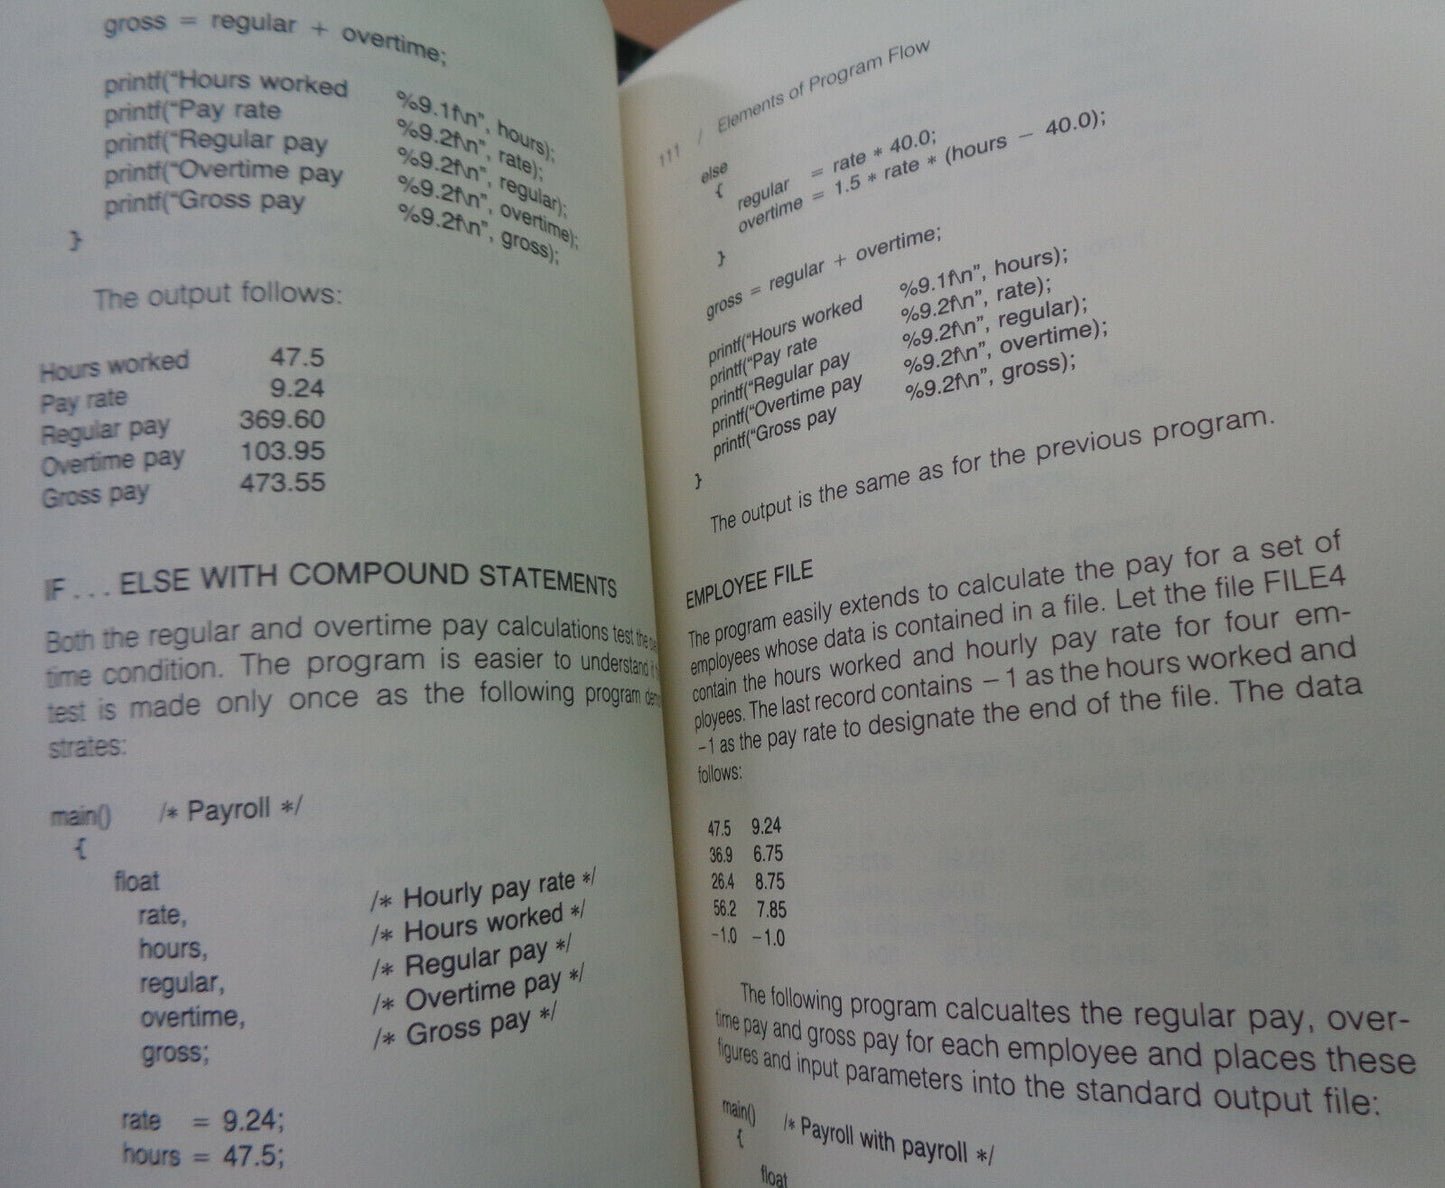 gross = regular + overtime;
printf("Hours worked %9.1f\n", hours);
printf("Pay rate %9.2f\n", rate);
printf("Regular pay %9.2f\n", regular);
printf("Overtime pay %9.2f\n", overtime);
printf("Gross pay %9.2f\n", gross);
}
The output follows:
Hours worked 47.5
Pay rate 9.24
Regular pay 369.60
Overtime pay 103.95
Gross pay 473.55
IF . . . ELSE WITH COMPOUND STATEMENTS
Both the regular and overtime pay calculations test the
time condition. The program is easier to understand
test is made only once as the following program
strates:
main() /* Payroll */
{
float
rate, /* Hourly pay rate */
hours, /* Hours worked */
regular, /* Regular pay */
overtime, /* Overtime pay */
gross; /* Gross pay */
rate = 9.24;
hours = 47.5;
111 / Elements of Program Flow
else
{
regular = rate * 40.0;
overtime = 1.5 * rate * (hours − 40.0);
}
gross = regular + overtime;
printf("Hours worked %9.1f\n", hours);
printf("Pay rate %9.2f\n", rate);
printf("Regular pay %9.2f\n", regular);
printf("Overtime pay %9.2f\n", overtime);
printf("Gross pay %9.2f\n", gross);
}
The output is the same as for the previous program.
EMPLOYEE FILE
The program easily extends to calculate the pay for a set of
employees whose data is contained in a file. Let the file FILE4
contain the hours worked and hourly pay rate for four em-
ployees. The last record contains −1 as the hours worked and
−1 as the pay rate to designate the end of the file. The data
follows:
47.5 9.24
36.9 6.75
26.4 8.75
56.2 7.85
−1.0 −1.0
The following program calcualtes the regular pay, over-
time pay and gross pay for each employee and places these
figures and input parameters into the standard output file:
main() /* Payroll with payroll */
{
float